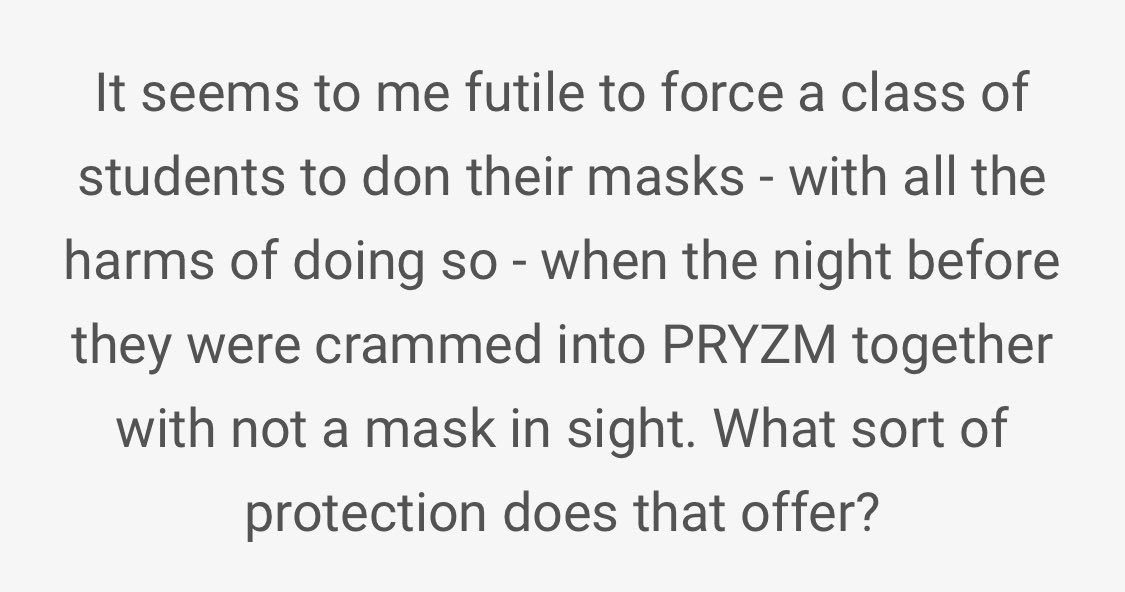 It seems to me futile to force a class of
students to don their masks - with all the
harms of doing so - when the night before
they were crammed into PRYZM together
with not a mask in sight. What sort of
protection does that offer?